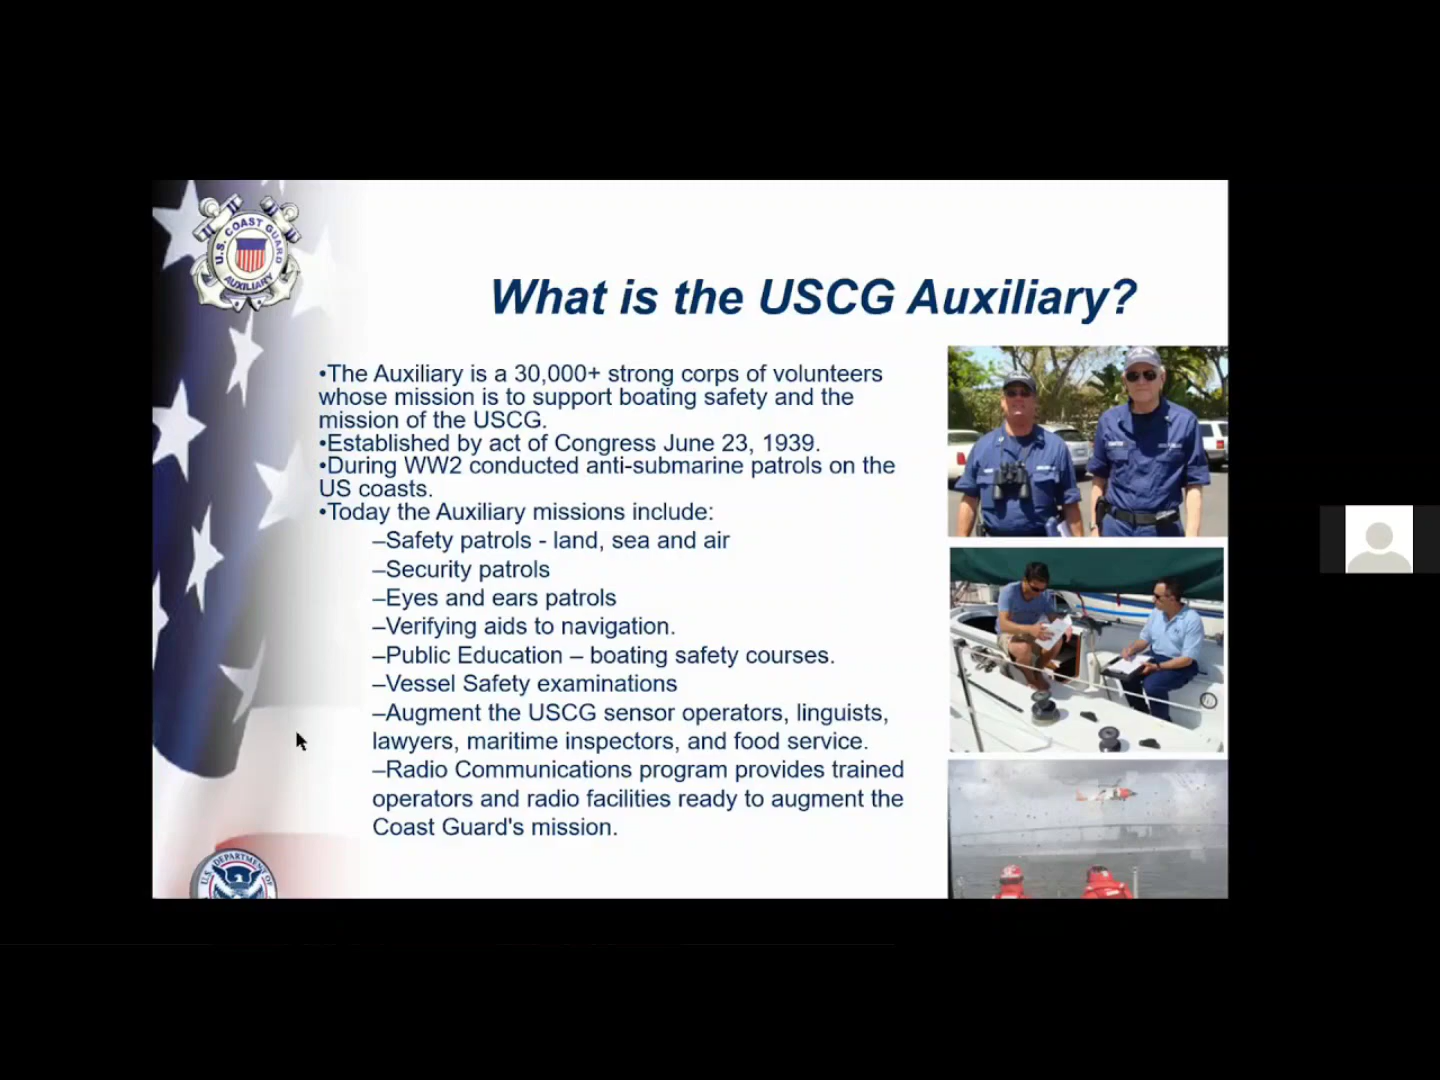 U.S. COAST GUARD
AUXILIARY
What is the USCG Auxiliary?
•The Auxiliary is a 30,000+ strong corps of volunteers
whose mission is to support boating safety and the
mission of the USCG.
•Established by act of Congress June 23, 1939.
•During WW2 conducted anti-submarine patrols on the
US coasts.
•Today the Auxiliary missions include:
–Safety patrols - land, sea and air
–Security patrols
–Eyes and ears patrols
–Verifying aids to navigation.
–Public Education – boating safety courses.
–Vessel Safety examinations
–Augment the USCG sensor operators, linguists,
lawyers, maritime inspectors, and food service.
–Radio Communications program provides trained
operators and radio facilities ready to augment the
Coast Guard's mission.
U.S. DEPARTMENT OF